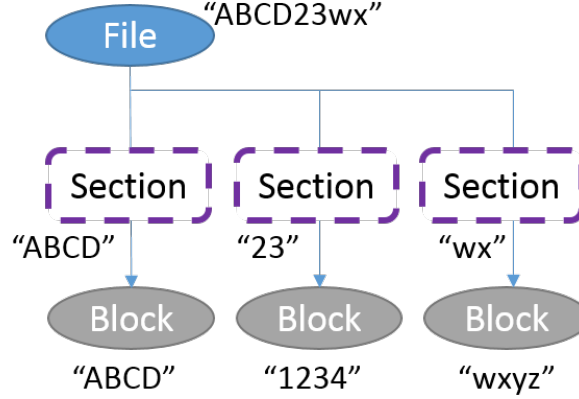 “ABCD23wx”
File
Section Section Section
“ABCD” “23” “wx”
Block Block Block
“ABCD” “1234” “wxyz”